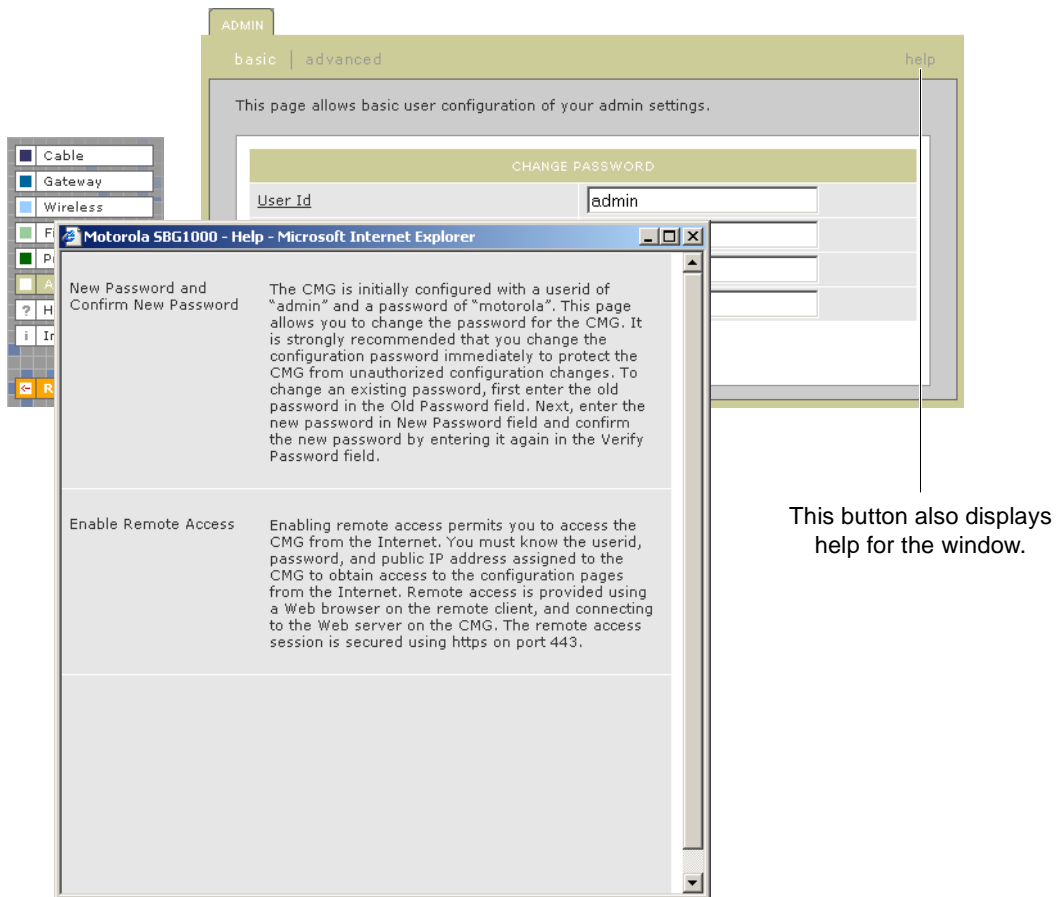 ADMIN
basic | advanced
help
This page allows basic user configuration of your admin settings.
CHANGE PASSWORD
User Id
admin
Cable
Gateway
Wireless
Motorola SBG1000 - Help - Microsoft Internet Explorer
New Password and
Confirm New Password
The CMG is initially configured with a userid of
“admin” and a password of “motorola”. This page
allows you to change the password for the CMG. It
is strongly recommended that you change the
configuration password immediately to protect the
CMG from unauthorized configuration changes. To
change an existing password, first enter the old
password in the Old Password field. Next, enter the
new password in New Password field and confirm
the new password by entering it again in the Verify
Password field.
Enable Remote Access
Enabling remote access permits you to access the
CMG from the Internet. You must know the userid,
password, and public IP address assigned to the
CMG to obtain access to the configuration pages
from the Internet. Remote access is provided using
a Web browser on the remote client, and connecting
to the Web server on the CMG. The remote access
session is secured using https on port 443.
This button also displays
help for the window.